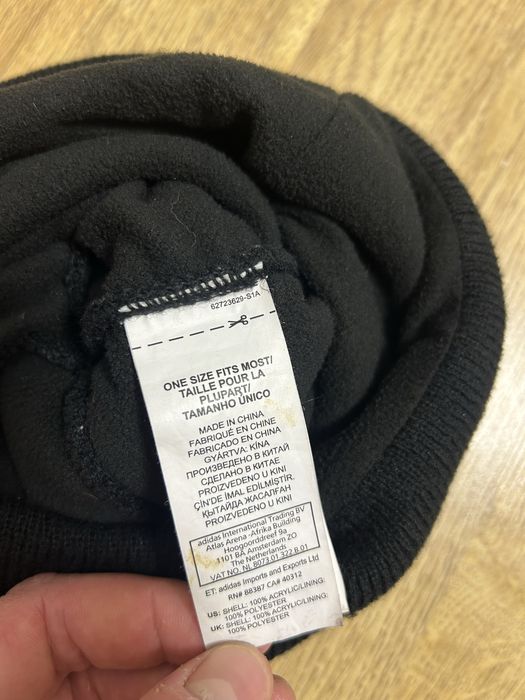 62723629-S1A
ONE SIZE FITS MOST/
TAILLE POUR LA
PLUPART/
TAMANHO ÚNICO
MADE IN CHINA
FABRIQUÉ EN CHINE
FABRICADO EN CHINA
GYÁRTVA: KÍNA
ПРОИЗВЕДЕНО В КИТАЙ
СДЕЛАНО В КИТАЕ
PROIZVEDENO U KINI
ÇİN'DE İMAL EDİLMİŞTİR.
ҚЫТАЙДА ЖАСАЛҒАН
PROIZVEDENO U KINI
adidas International Trading BV
Atlas Arena - Afrika Building
Hoogoorddreef 9a
1101 BA Amsterdam ZO
The Netherlands
VAT NO. NL 8073.01.322.B.01
ET: adidas Imports and Exports Ltd
RN# 88387 CA# 40312
US: SHELL: 100% ACRYLIC/LINING:
100% POLYESTER
UK: SHELL: 100% ACRYLIC/LINING:
100% POLYESTER